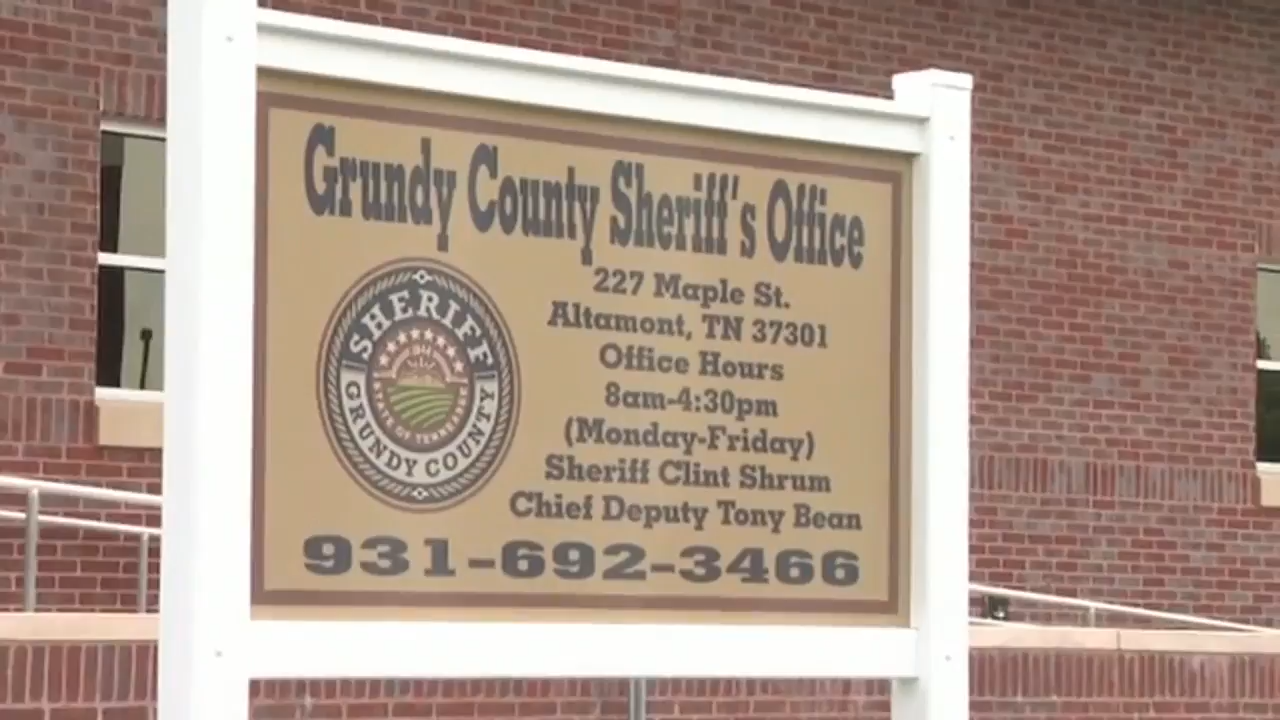 Grundy County Sheriff's Office
227 Maple St.
Altamont, TN 37301
Office Hours
8am-4:30pm
(Monday-Friday)
Sheriff Clint Shrum
Chief Deputy Tony Bean
931-692-3466
SHERIFF
GRUNDY COUNTY